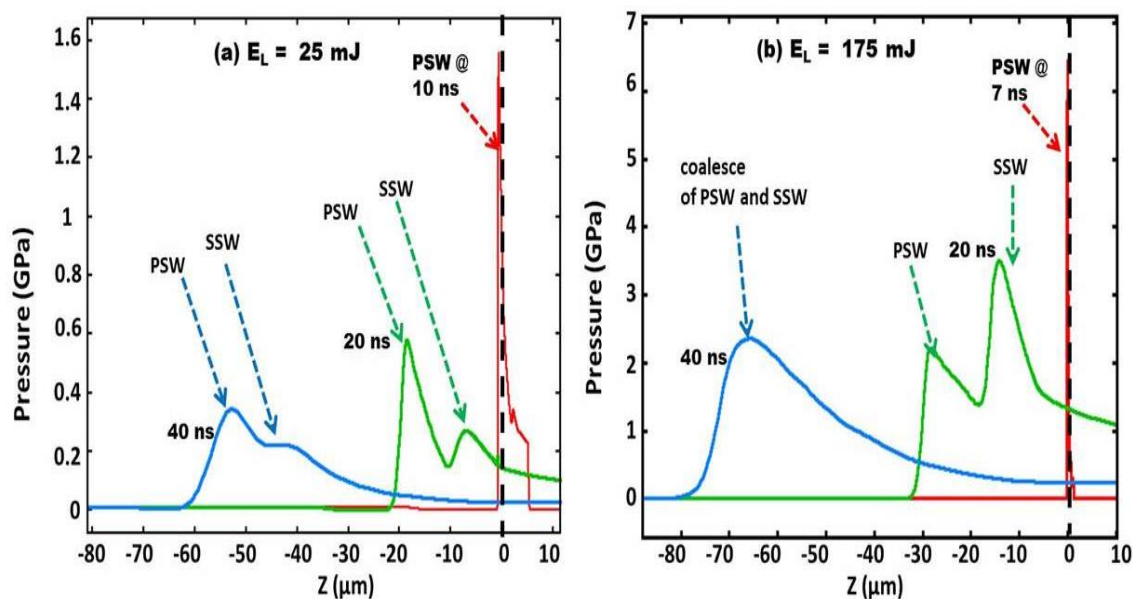 (a) E_L = 25 mJ
PSW @
10 ns
SSW
PSW
SSW
PSW
20 ns
40 ns
Pressure (GPa)
1.6
1.4
1.2
1
0.8
0.6
0.4
0.2
0
-80 -70 -60 -50 -40 -30 -20 -10 0 10
Z (µm)
(b) E_L = 175 mJ
PSW @
7 ns
coalesce
of PSW and SSW
SSW
PSW
20 ns
40 ns
Pressure (GPa)
7
6
5
4
3
2
1
0
-80 -70 -60 -50 -40 -30 -20 -10 0 10
Z (µm)